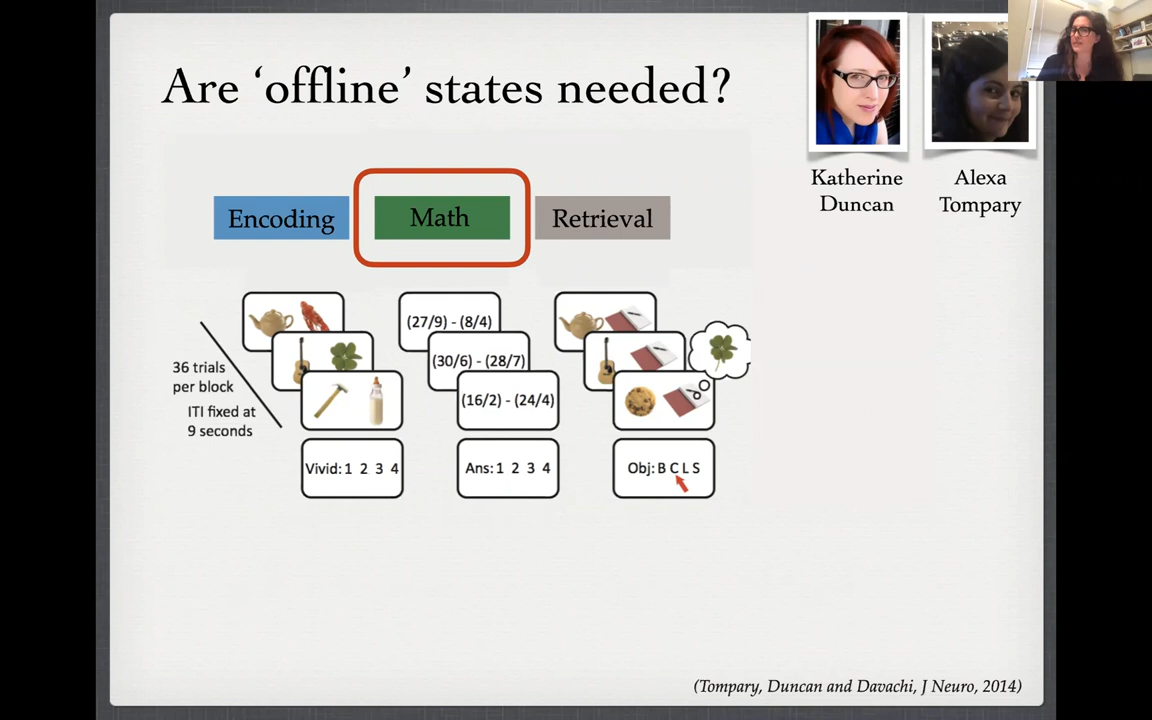 Are ‘offline’ states needed?
Katherine
Duncan
Alexa
Tompary
Encoding
Math
Retrieval
36 trials
per block
ITI fixed at
9 seconds
(27/9) - (8/4)
(30/6) - (28/7)
(16/2) - (24/4)
Vivid: 1 2 3 4
Ans: 1 2 3 4
Obj: B C L S
(Tompary, Duncan and Davachi, J Neuro, 2014)